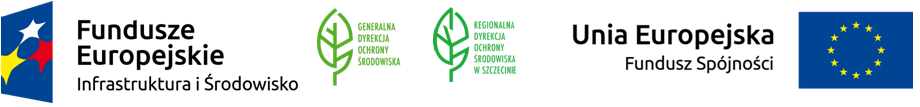 Fundusze
Europejskie
Infrastruktura i Środowisko
GENERALNA
DYREKCJA
OCHRONY
ŚRODOWISKA
REGIONALNA
DYREKCJA
OCHRONY
ŚRODOWISKA
W SZCZECINIE
Unia Europejska
Fundusz Spójności